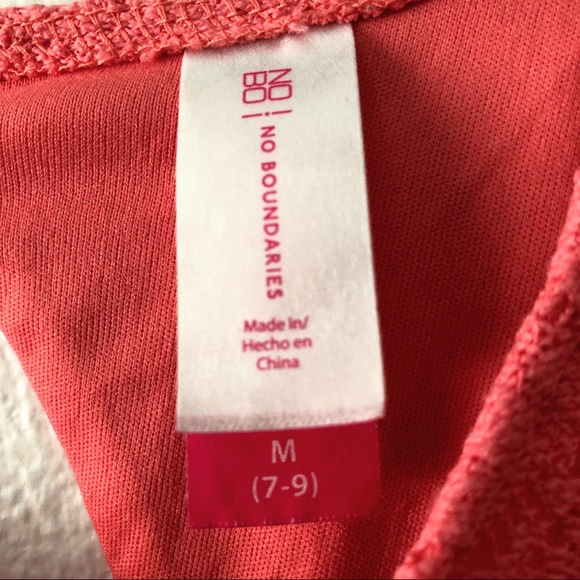 NO!
BO!
NO BOUNDARIES
Made in/
Hecho en
China
M
(7-9)